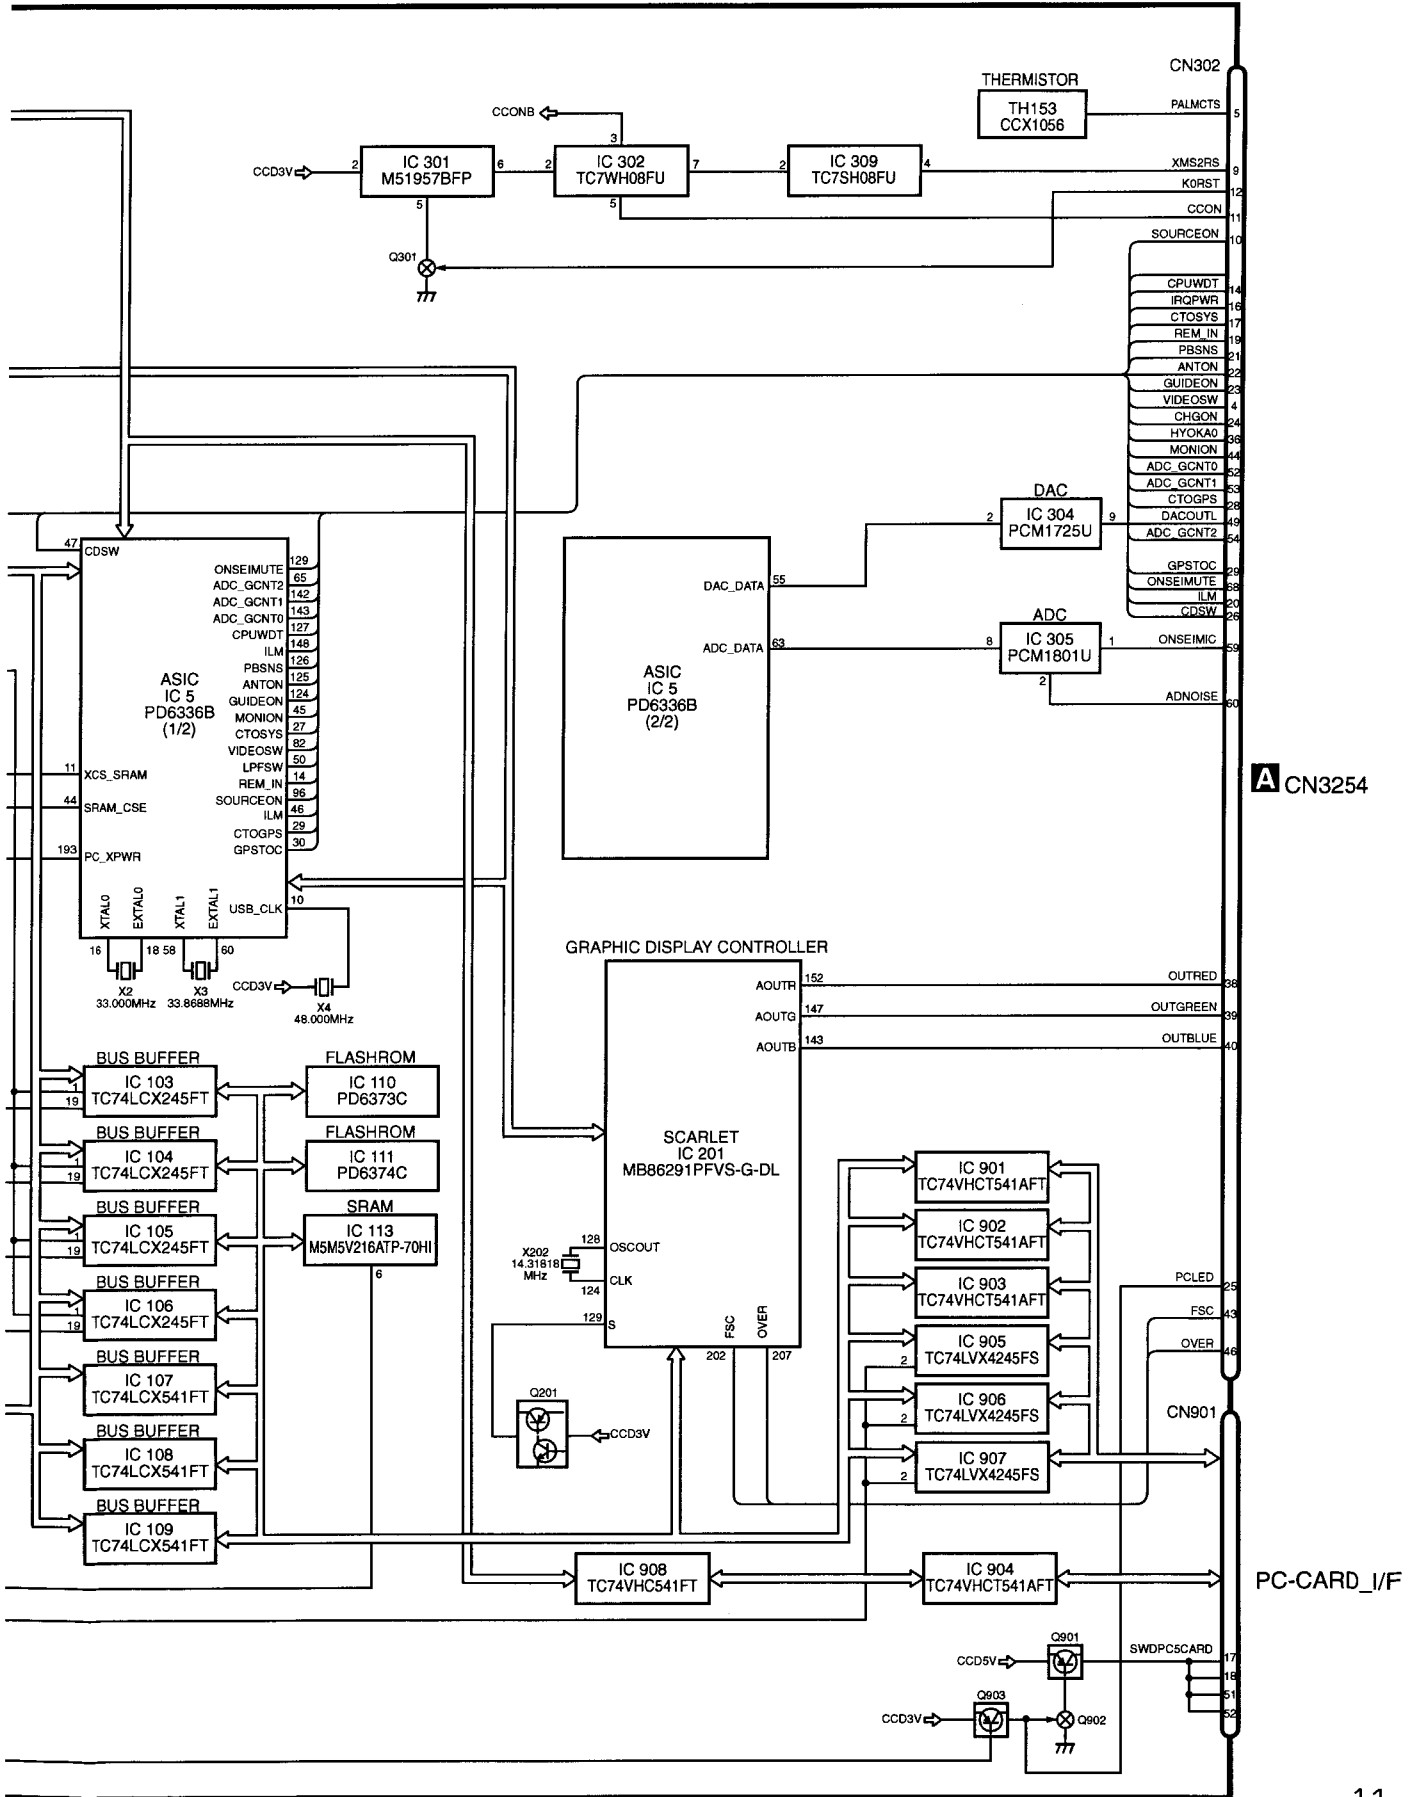 CN302
THERMISTOR
TH153
CCX1056
PALMCTS
5
CCONB
3
CCD3V
2
IC 301
M51957BFP
6
2
IC 302
TC7WH08FU
7
2
IC 309
TC7SH08FU
4
XMS2RS
9
K0RST
12
5
5
CCON
11
SOURCEON
10
Q301
CPUWDT
14
IRQPWR
16
CTOSYS
17
REM_IN
19
PBSNS
21
ANTON
22
GUIDEON
23
VIDEOSW
4
CHGON
24
HYOKA0
36
MONION
44
ADC_GCNT0
52
ADC_GCNT1
53
CTOGPS
28
DACOUTL
49
ADC_GCNT2
54
GPSTOC
29
ONSEIMUTE
68
ILM
20
CDSW
26
DAC
2
IC 304
PCM1725U
9
ADC
8
IC 305
PCM1801U
1
2
ONSEIMIC
59
ADNOISE
60
47
CDSW
ONSEIMUTE
129
ADC_GCNT2
65
ADC_GCNT1
142
ADC_GCNT0
143
CPUWDT
127
ILM
148
PBSNS
126
ANTON
125
GUIDEON
124
MONION
45
CTOSYS
27
VIDEOSW
82
LPFSW
50
REM_IN
14
SOURCEON
96
ILM
46
CTOGPS
29
GPSTOC
30
ASIC
IC 5
PD6336B
(1/2)
11
XCS_SRAM
44
SRAM_CSE
193
PC_XPWR
XTAL0
EXTAL0
XTAL1
EXTAL1
USB_CLK
10
16
18
58
60
X2
33.000MHz
X3
33.8688MHz
CCD3V
X4
48.000MHz
DAC_DATA
55
ADC_DATA
63
ASIC
IC 5
PD6336B
(2/2)
A CN3254
GRAPHIC DISPLAY CONTROLLER
AOUTR
152
OUTRED
38
AOUTG
147
OUTGREEN
39
AOUTB
143
OUTBLUE
40
SCARLET
IC 201
MB86291PFVS-G-DL
X202
14.31818
MHz
128
OSCOUT
CLK
124
129
S
FSC
OVER
202
207
Q201
CCD3V
BUS BUFFER
IC 103
TC74LCX245FT
1
19
FLASHROM
IC 110
PD6373C
BUS BUFFER
IC 104
TC74LCX245FT
1
19
FLASHROM
IC 111
PD6374C
BUS BUFFER
IC 105
TC74LCX245FT
1
19
SRAM
IC 113
M5M5V216ATP-70HI
6
BUS BUFFER
IC 106
TC74LCX245FT
1
19
BUS BUFFER
IC 107
TC74LCX541FT
BUS BUFFER
IC 108
TC74LCX541FT
BUS BUFFER
IC 109
TC74LCX541FT
IC 901
TC74VHCT541AFT
IC 902
TC74VHCT541AFT
IC 903
TC74VHCT541AFT
IC 905
TC74LVX4245FS
2
IC 906
TC74LVX4245FS
2
IC 907
TC74LVX4245FS
2
PCLED
25
FSC
43
OVER
46
CN901
IC 908
TC74VHC541FT
IC 904
TC74VHCT541AFT
PC-CARD_I/F
CCD5V
Q901
SWDPC5CARD
17
18
51
52
CCD3V
Q903
Q902